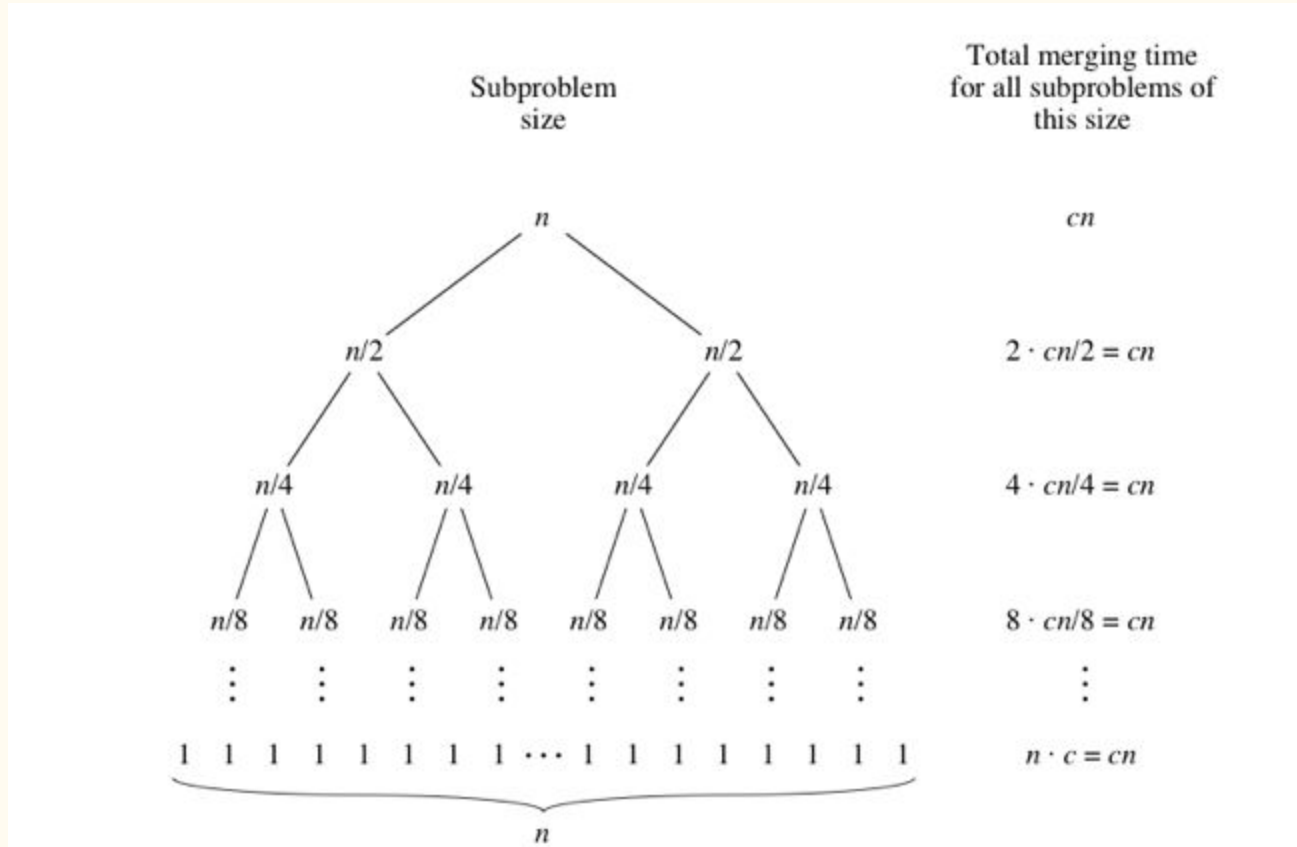 Total merging time
Subproblem for all subproblems of
size this size
n cn
n/2 n/2 2 · cn/2 = cn
n/4 n/4 n/4 n/4 4 · cn/4 = cn
n/8 n/8 n/8 n/8 n/8 n/8 n/8 n/8 8 · cn/8 = cn
⋮ ⋮ ⋮ ⋮ ⋮ ⋮ ⋮ ⋮ ⋮
1 1 1 1 1 1 1 1 ··· 1 1 1 1 1 1 1 1 n · c = cn
n